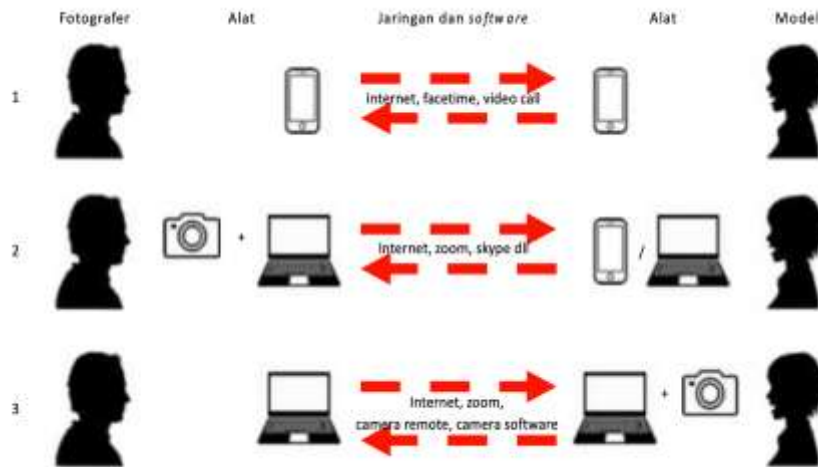 Fotografer Alat Jaringan dan software Alat Model
1
internet, facetime, video call
2
+
Internet, zoom, skype dll
/
3
Internet, zoom,
camera remote, camera software
+